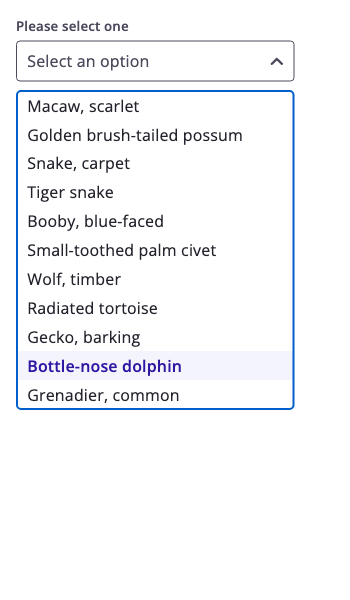 Please select one
Select an option
Macaw, scarlet
Golden brush-tailed possum
Snake, carpet
Tiger snake
Booby, blue-faced
Small-toothed palm civet
Wolf, timber
Radiated tortoise
Gecko, barking
Bottle-nose dolphin
Grenadier, common